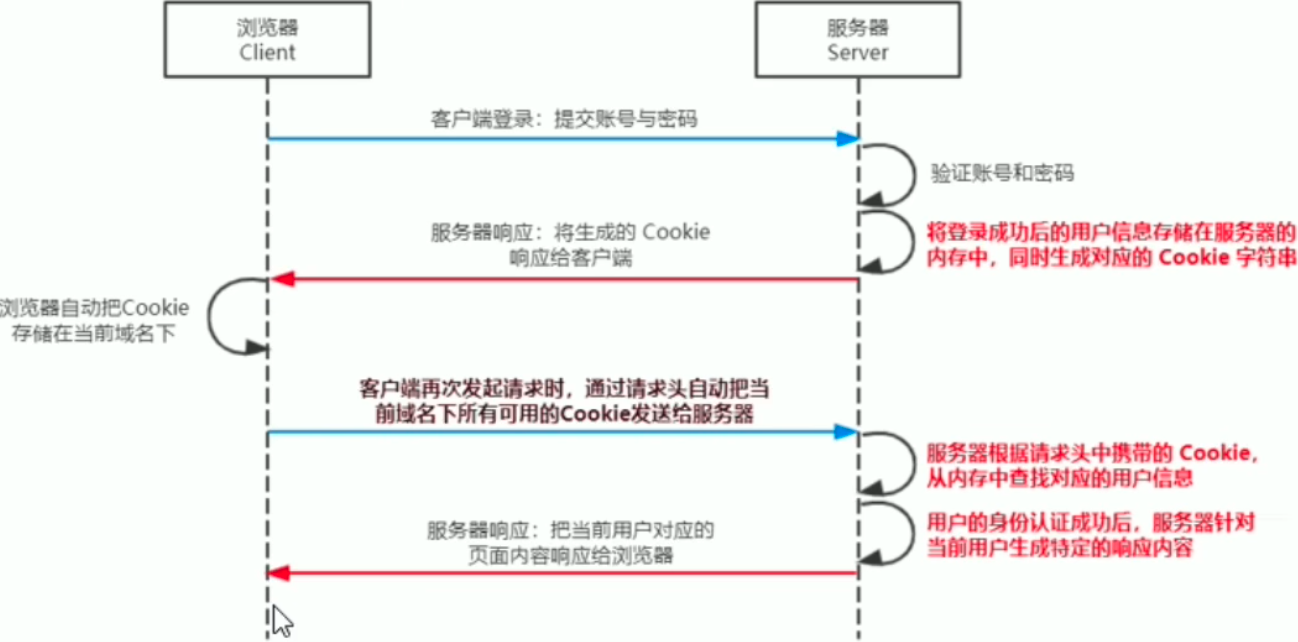 浏览器
Client
服务器
Server
客户端登录：提交账号与密码
验证账号和密码
将登录成功后的用户信息存储在服务器的
内存中，同时生成对应的 Cookie 字符串
服务器响应：将生成的 Cookie
响应给客户端
浏览器自动把Cookie
存储在当前域名下
客户端再次发起请求时，通过请求头自动把当
前域名下所有可用的Cookie发送给服务器
服务器根据请求头中携带的 Cookie，
从内存中查找对应的用户信息
用户的身份认证成功后，服务器针对
当前用户生成特定的响应内容
服务器响应：把当前用户对应的
页面内容响应给浏览器